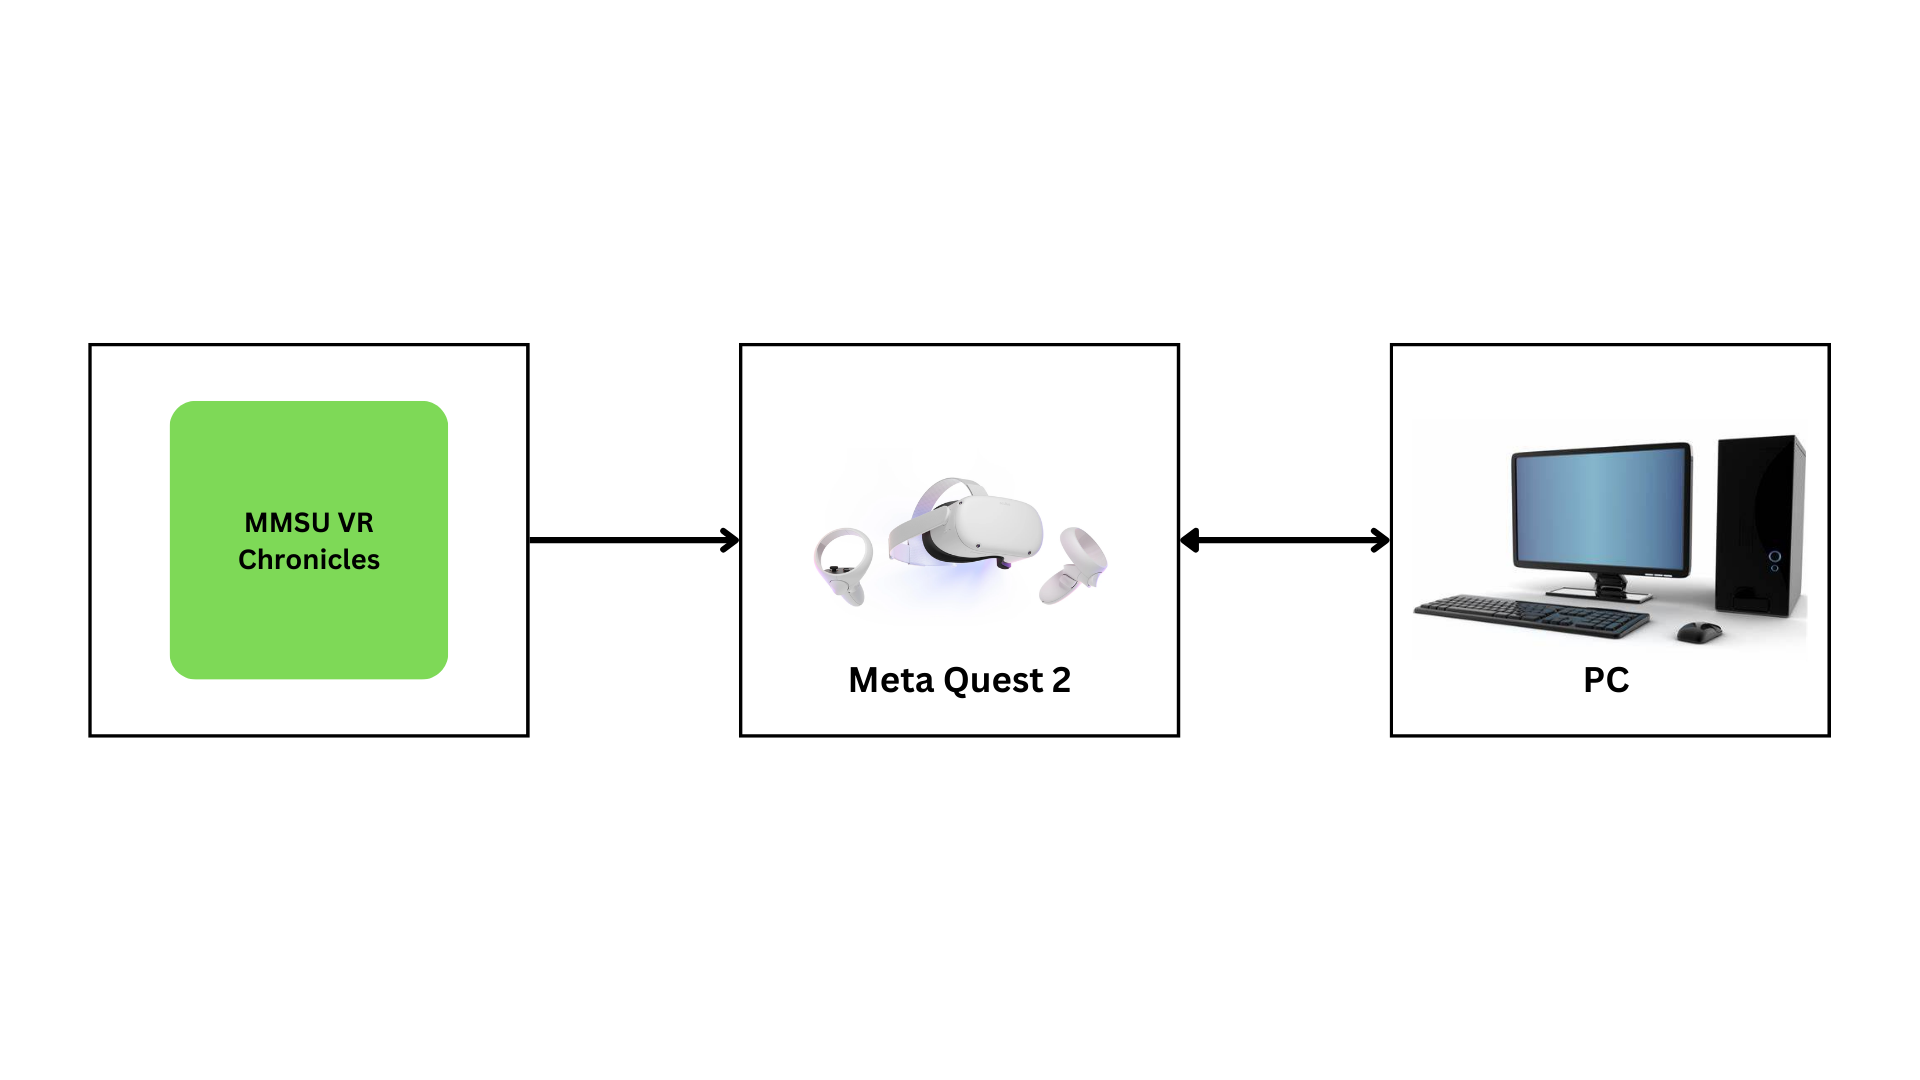 MMSU VR
Chronicles
Meta Quest 2
PC